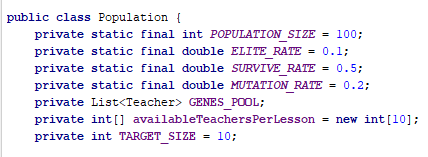 public class Population {
private static final int POPULATION_SIZE = 100;
private static final double ELITE_RATE = 0.1;
private static final double SURVIVE_RATE = 0.5;
private static final double MUTATION_RATE = 0.2;
private List<Teacher> GENES_POOL;
private int[] availableTeachersPerLesson = new int[10];
private int TARGET_SIZE = 10;